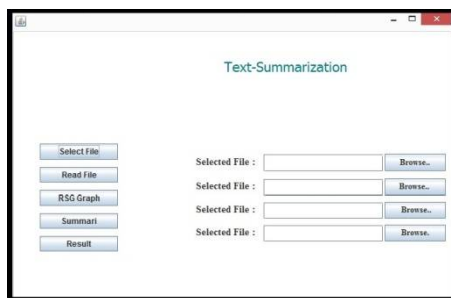 Text-Summarization
Select File
Read File
RSG Graph
Summari
Result
Selected File :
Browse..
Selected File :
Browse..
Selected File :
Browse..
Selected File :
Browse.